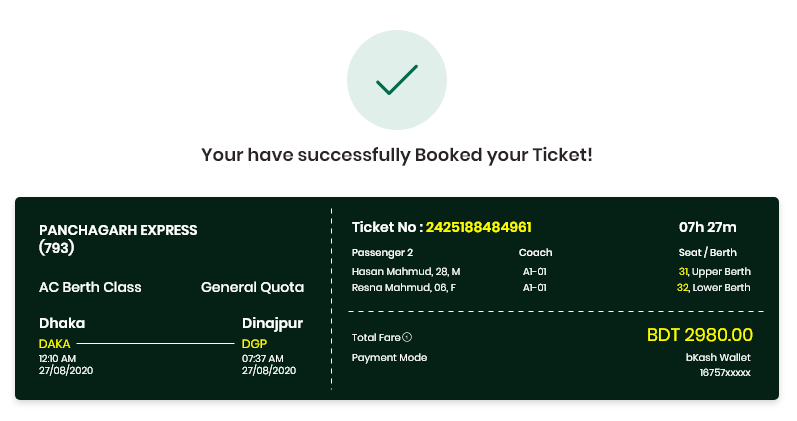 Your have successfully Booked your Ticket!
PANCHAGARH EXPRESS
(793)
AC Berth Class General Quota
Dhaka Dinajpur
DAKA DGP
12:10 AM 07:37 AM
27/08/2020 27/08/2020
Ticket No : 2425188484961 07h 27m
Passenger 2 Coach Seat / Berth
Hasan Mahmud, 28, M A1-01 31, Upper Berth
Resna Mahmud, 06, F A1-01 32, Lower Berth
Total Fare BDT 2980.00
Payment Mode bKash Wallet
16757xxxxx